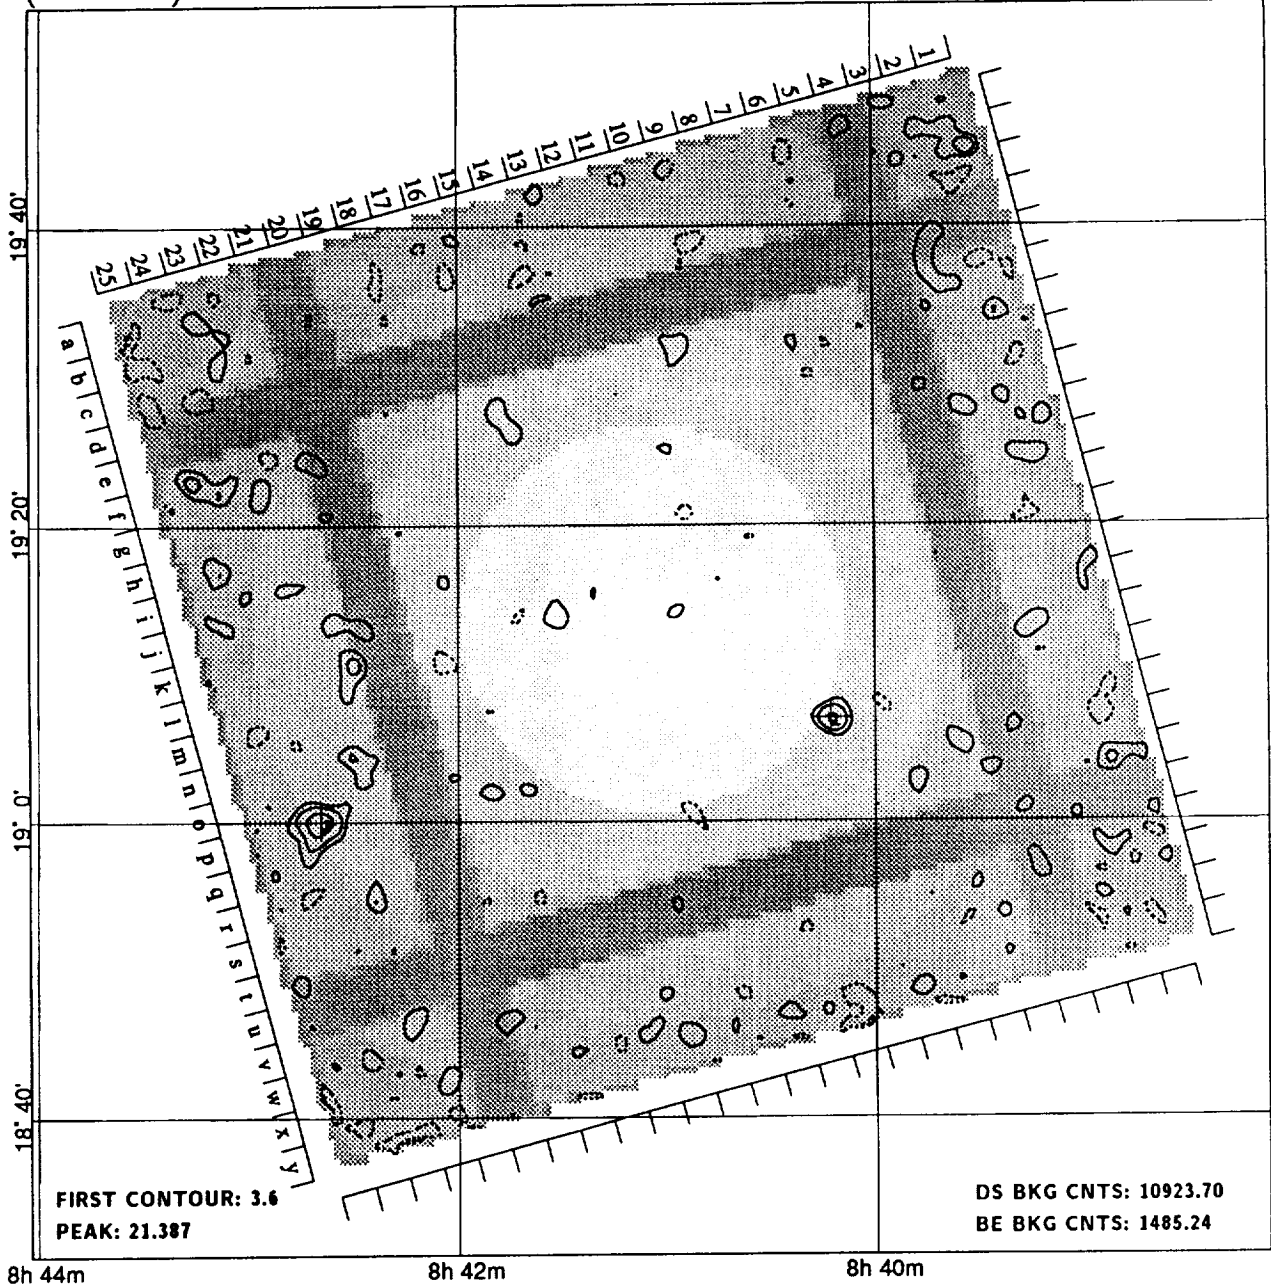 1
2
3
4
5
6
7
8
9
10
11
12
13
14
15
16
17
18
19
20
21
22
23
24
25
a
b
c
d
e
f
g
h
i
j
k
l
m
n
o
p
q
r
s
t
u
v
w
x
y
19° 40'
19° 20'
19° 0'
18° 40'
FIRST CONTOUR: 3.6
PEAK: 21.387
DS BKG CNTS: 10923.70
BE BKG CNTS: 1485.24
8h 44m
8h 42m
8h 40m